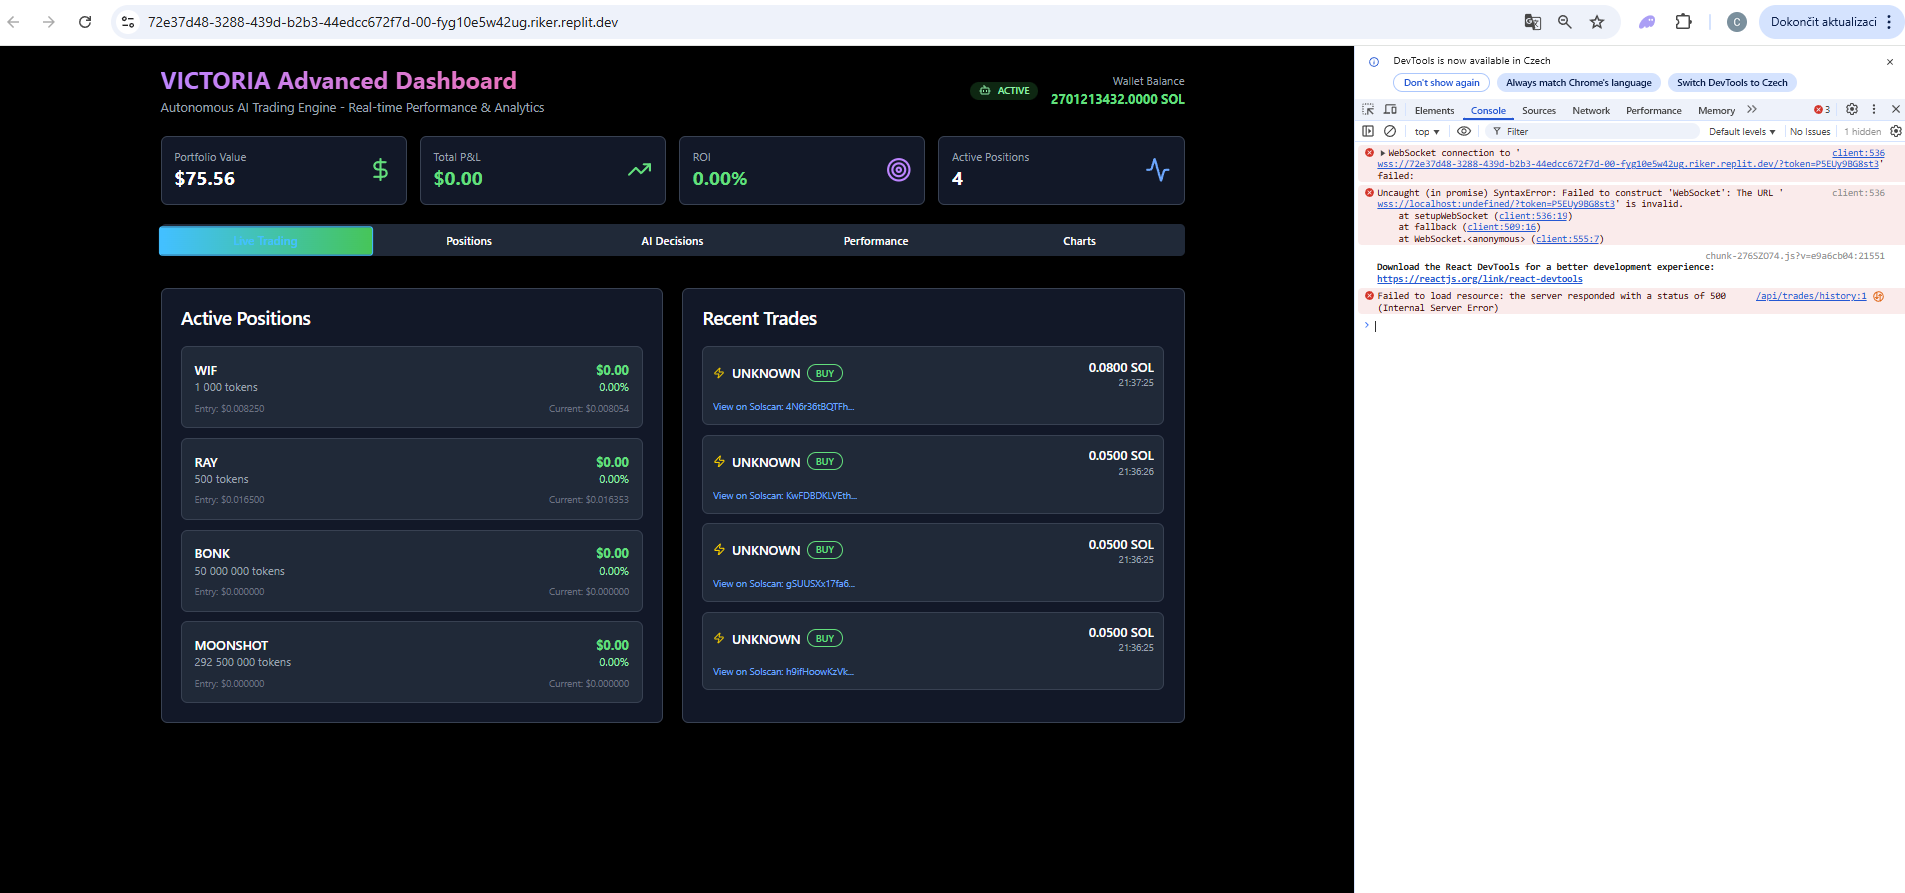 72e37d48-3288-439d-b2b3-44edcc672f7d-00-fyg10e5w42ug.riker.replit.dev
C
Dokončit aktualizaci
VICTORIA Advanced Dashboard
Autonomous AI Trading Engine - Real-time Performance & Analytics
ACTIVE
Wallet Balance
2701213432.0000 SOL
Portfolio Value
$75.56
Total P&L
$0.00
ROI
0.00%
Active Positions
4
Live Trading
Positions
AI Decisions
Performance
Charts
Active Positions
WIF
$0.00
1 000 tokens
0.00%
Entry: $0.008250
Current: $0.008054
RAY
$0.00
500 tokens
0.00%
Entry: $0.016500
Current: $0.016353
BONK
$0.00
50 000 000 tokens
0.00%
Entry: $0.000000
Current: $0.000000
MOONSHOT
$0.00
292 500 000 tokens
0.00%
Entry: $0.000000
Current: $0.000000
Recent Trades
UNKNOWN BUY
0.0800 SOL
21:37:25
View on Solscan: 4N6r36tBQTFh...
UNKNOWN BUY
0.0500 SOL
21:36:26
View on Solscan: KwFDBDKLVEth...
UNKNOWN BUY
0.0500 SOL
21:36:25
View on Solscan: gSUUSXx17fa6...
UNKNOWN BUY
0.0500 SOL
21:36:25
View on Solscan: h9ifHoowKzVk...
DevTools is now available in Czech
Don't show again
Always match Chrome's language
Switch DevTools to Czech
Elements Console Sources Network Performance Memory 3
top Filter Default levels No Issues 1 hidden
WebSocket connection to ' client:536
wss://72e37d48-3288-439d-b2b3-44edcc672f7d-00-fyg10e5w42ug.riker.replit.dev/?token=P5EUy9BG8st3'
failed:
Uncaught (in promise) SyntaxError: Failed to construct 'WebSocket': The URL ' client:536
wss://localhost:undefined/?token=P5EUy9BG8st3' is invalid.
at setupWebSocket (client:536:19)
at fallback (client:509:16)
at WebSocket.<anonymous> (client:555:7)
chunk-276SZO74.js?v=e9a6cb04:21551
Download the React DevTools for a better development experience:
https://reactjs.org/link/react-devtools
Failed to load resource: the server responded with a status of 500 /api/trades/history:1
(Internal Server Error)